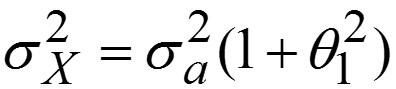 σ_X^2 = σ_a^2(1 + θ_1^2)